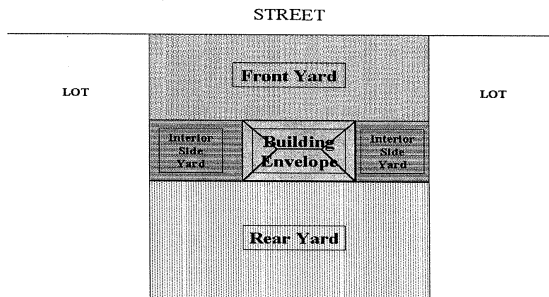 STREET
Front Yard
LOT
LOT
Interior
Side
Yard
Building
Envelope
Interior
Side
Yard
Rear Yard